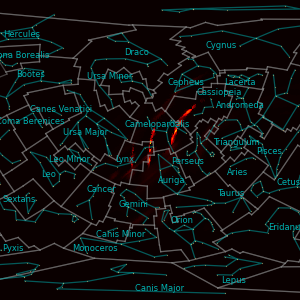 Hercules
Draco
Cygnus
ona Borealis
Bootes
Ursa Minor
Cepheus
Lacerta
Cassiopeia
Andromeda
Canes Venatici
Coma Berenices
Camelopardalis
Ursa Major
Triangulum
Pisces
Leo Minor
Lynx
Perseus
Leo
Aries
Auriga
Cetus
Cancer
Taurus
Sextans
Gemini
Orion
Eridanu
Canis Minor
Pyxis
Monoceros
Lepus
Canis Major